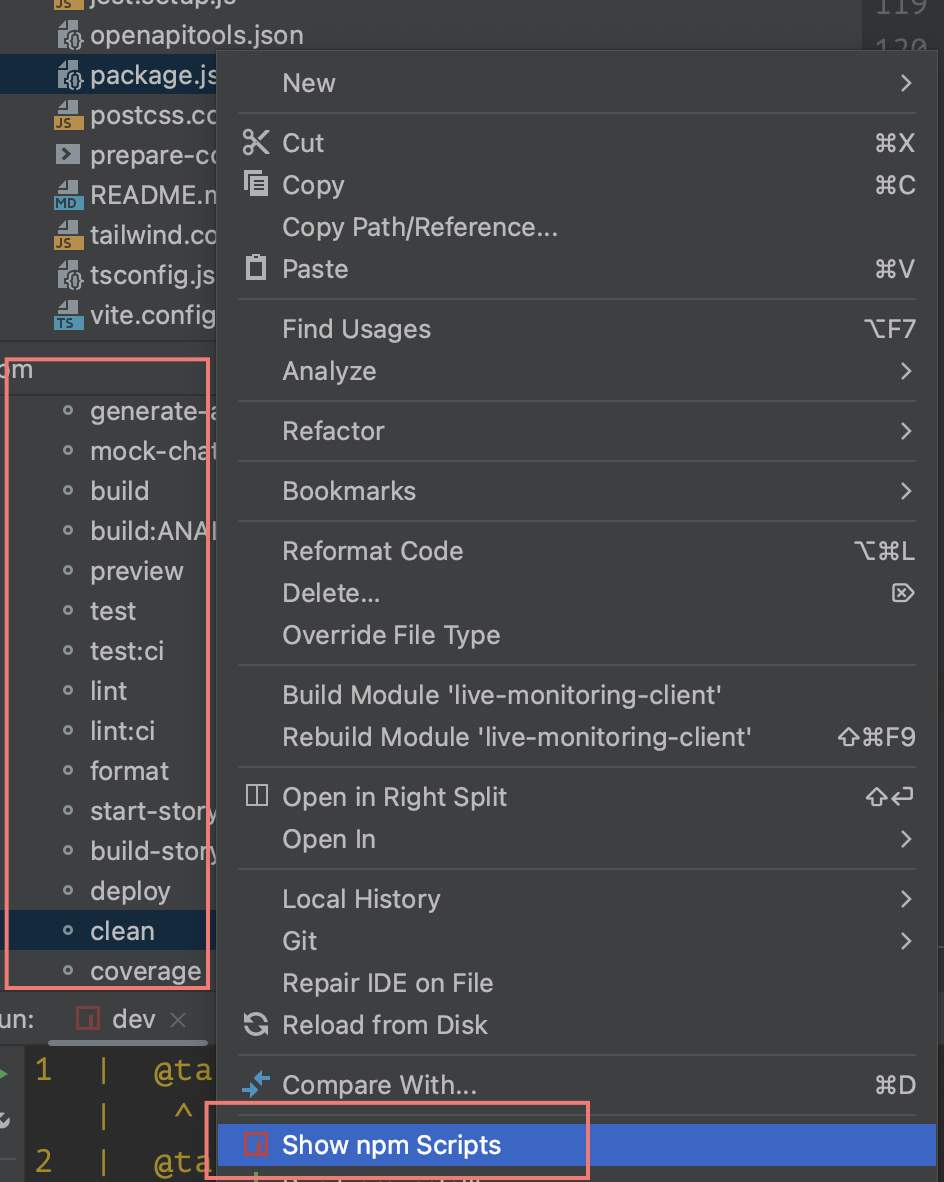 119
120
openapitools.json
package.js
postcss.co
prepare-co
README.m
tailwind.co
tsconfig.js
vite.config
JS
JS
JS
MD
TS
New
Cut ⌘X
Copy ⌘C
Copy Path/Reference...
Paste ⌘V
Find Usages ⌥F7
Analyze
Refactor
Bookmarks
Reformat Code ⌥⌘L
Delete...
Override File Type
Build Module 'live-monitoring-client'
Rebuild Module 'live-monitoring-client' ⇧⌘F9
Open in Right Split ⇧↩
Open In
Local History
Git
Repair IDE on File
Reload from Disk
Compare With... ⌘D
Show npm Scripts
pm
generate-a
mock-chat
build
build:ANAL
preview
test
test:ci
lint
lint:ci
format
start-story
build-story
deploy
clean
coverage
un: dev
1 | @ta
| ^
2 | @ta